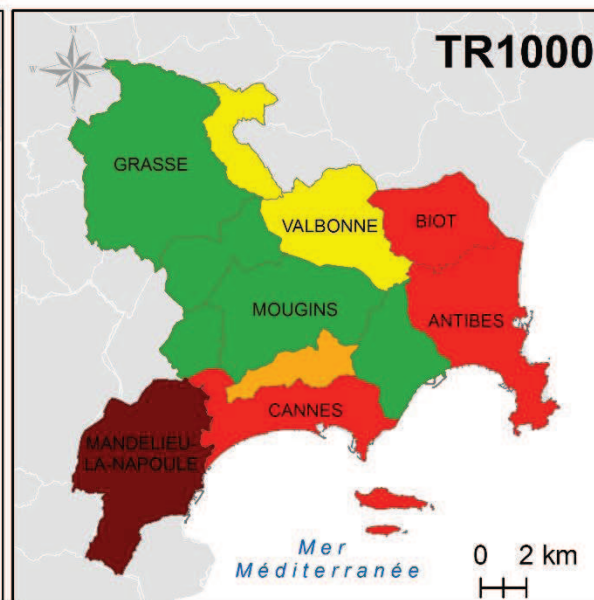 TR1000
N
W
E
S
GRASSE
VALBONNE
BIOT
MOUGINS
ANTIBES
CANNES
MANDELIEU-
LA-NAPOULE
Mer
Méditerranée
0 2 km